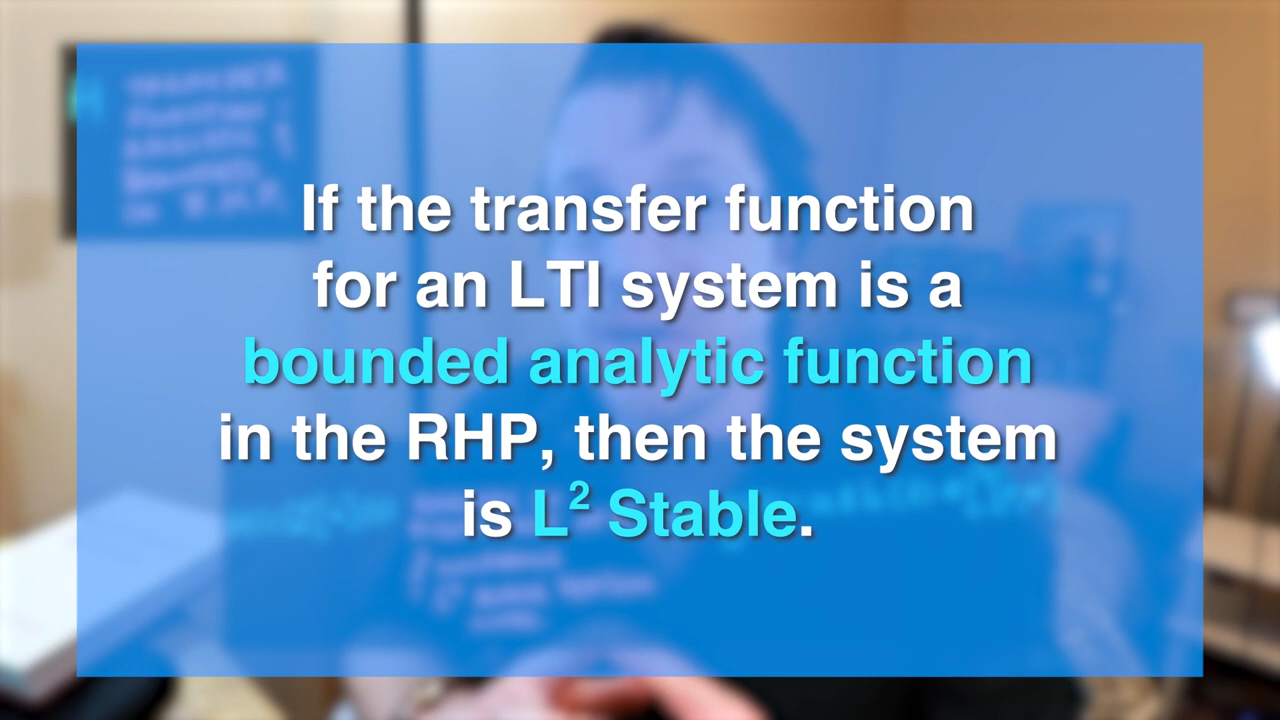 If the transfer function
for an LTI system is a
bounded analytic function
in the RHP, then the system
is L² Stable.